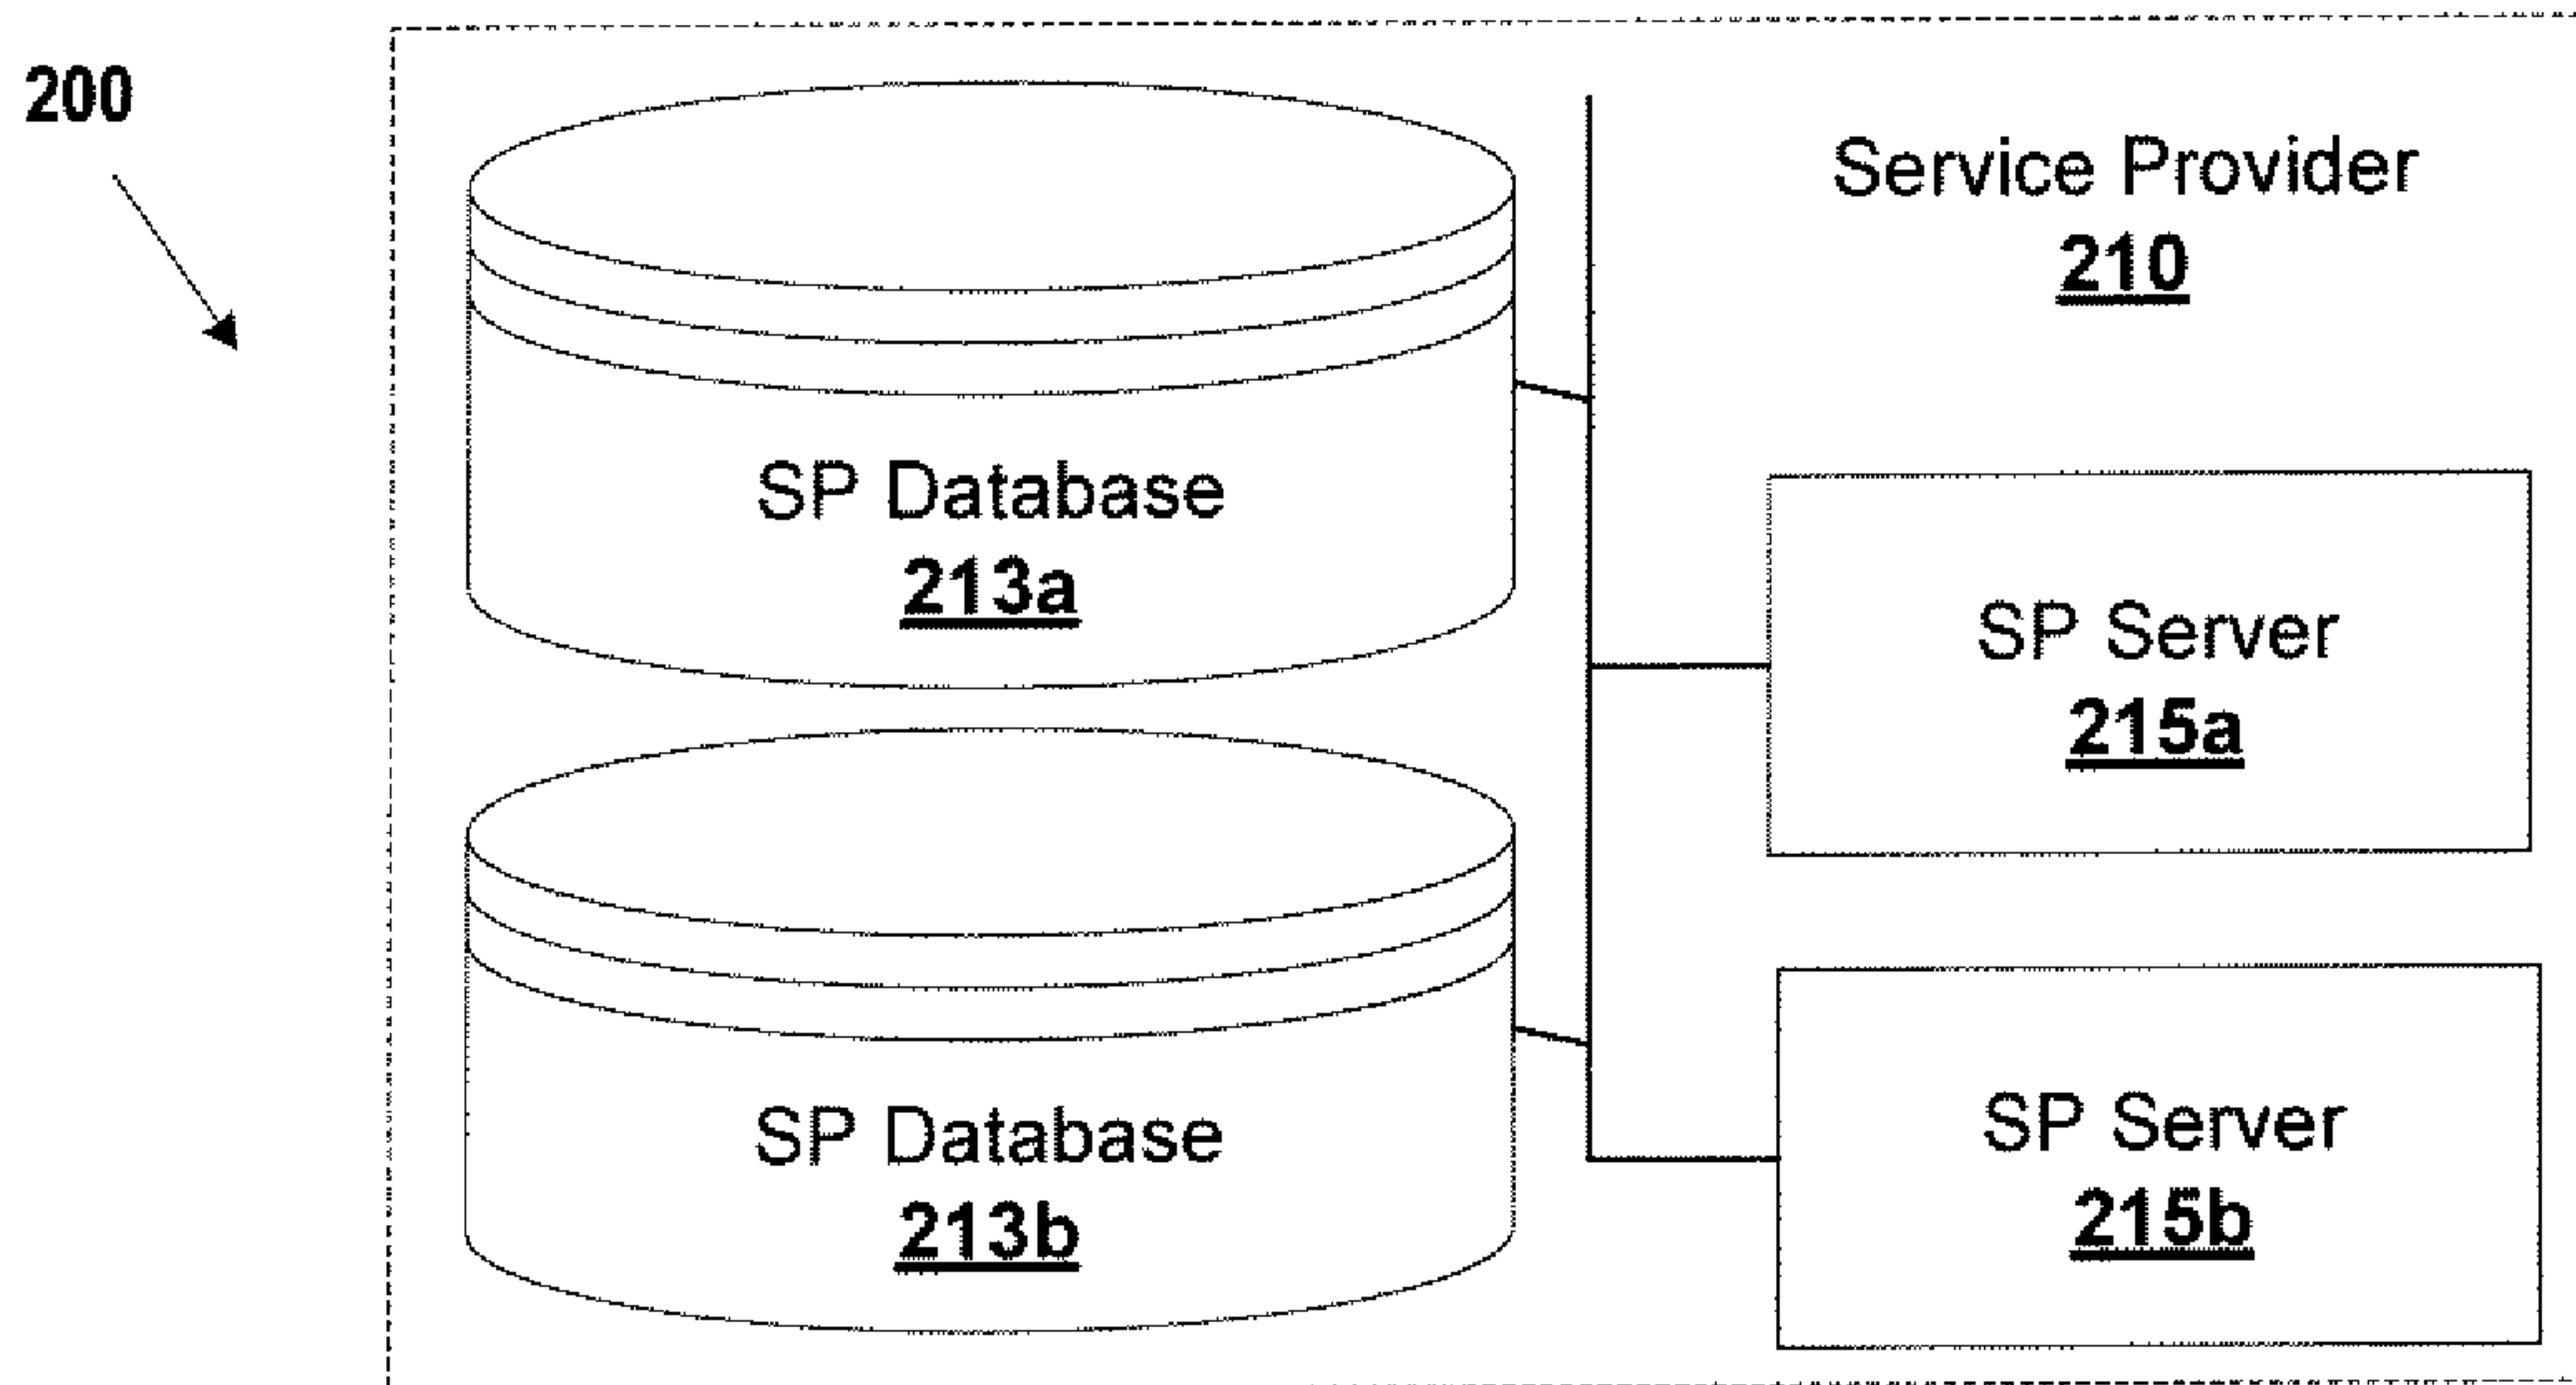 200
Service Provider
210
SP Database
213a
SP Server
215a
SP Database
213b
SP Server
215b